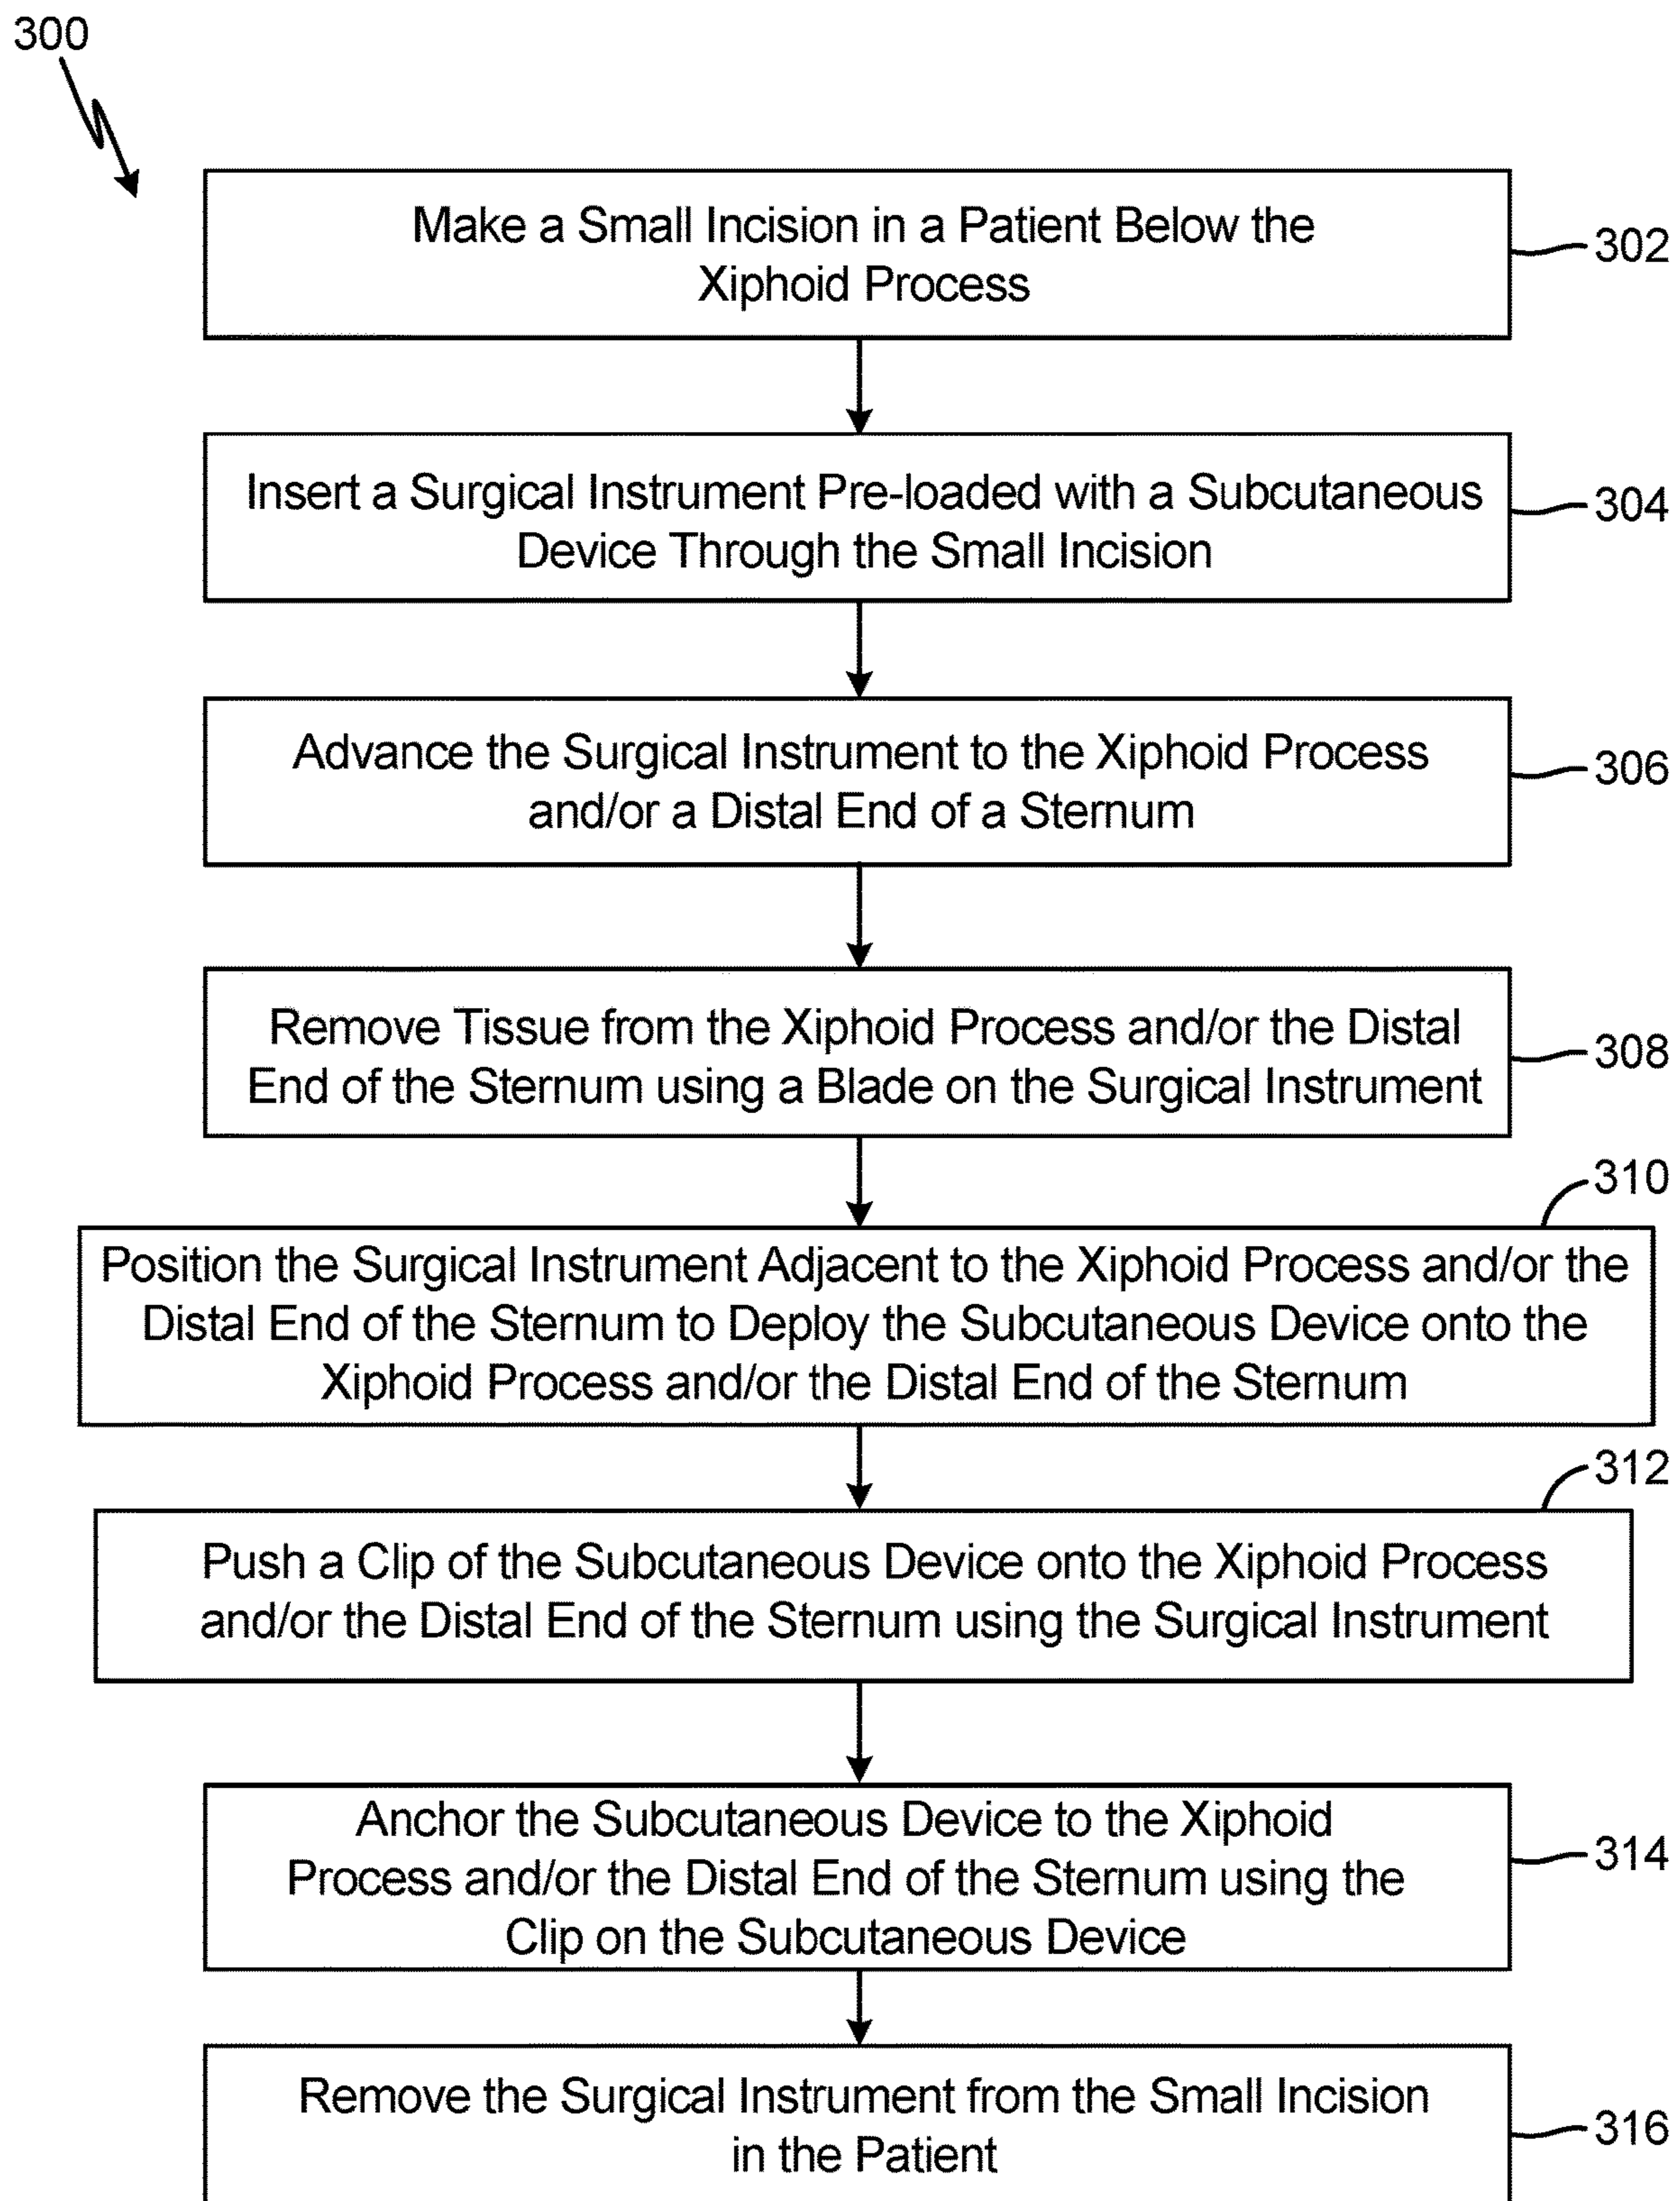 300
Make a Small Incision in a Patient Below the
Xiphoid Process
302
Insert a Surgical Instrument Pre-loaded with a Subcutaneous
Device Through the Small Incision
304
Advance the Surgical Instrument to the Xiphoid Process
and/or a Distal End of a Sternum
306
Remove Tissue from the Xiphoid Process and/or the Distal
End of the Sternum using a Blade on the Surgical Instrument
308
310
Position the Surgical Instrument Adjacent to the Xiphoid Process and/or the
Distal End of the Sternum to Deploy the Subcutaneous Device onto the
Xiphoid Process and/or the Distal End of the Sternum
312
Push a Clip of the Subcutaneous Device onto the Xiphoid Process
and/or the Distal End of the Sternum using the Surgical Instrument
Anchor the Subcutaneous Device to the Xiphoid
Process and/or the Distal End of the Sternum using the
Clip on the Subcutaneous Device
314
Remove the Surgical Instrument from the Small Incision
in the Patient
316